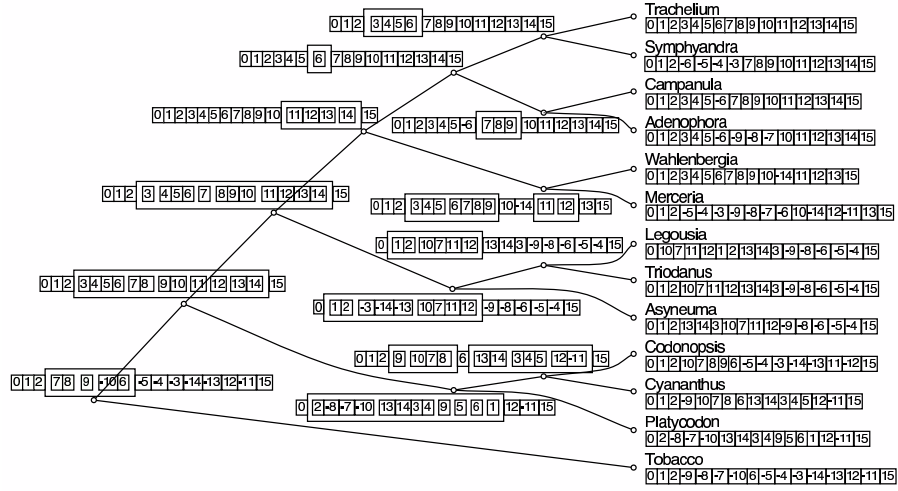 0 1 2 3 4 5 6 7 8 9 10 11 12 13 14 15
Trachelium
0 1 2 3 4 5 6 7 8 9 10 11 12 13 14 15
Symphyandra
0 1 2 -6 -5 -4 -3 7 8 9 10 11 12 13 14 15
0 1 2 3 4 5 6 7 8 9 10 11 12 13 14 15
Campanula
0 1 2 3 4 5 -6 7 8 9 10 11 12 13 14 15
0 1 2 3 4 5 6 7 8 9 10 11 12 13 14 15
0 1 2 3 4 5 -6 7 8 9 10 11 12 13 14 15
Adenophora
0 1 2 3 4 5 -6 -9 -8 -7 10 11 12 13 14 15
Wahlenbergia
0 1 2 3 4 5 6 7 8 9 10 -14 11 12 13 15
0 1 2 3 4 5 6 7 8 9 10 11 12 13 14 15
0 1 2 3 4 5 6 7 8 9 10 -14 11 12 13 15
Merceria
0 1 2 -5 -4 -3 -9 -8 -7 -6 10 -14 -12 -11 13 15
Legousia
0 1 2 10 7 11 12 13 14 3 -9 -8 -6 -5 -4 15
0 10 7 11 12 1 2 13 14 3 -9 -8 -6 -5 -4 15
Triodanus
0 1 2 10 7 11 12 13 14 3 -9 -8 -6 -5 -4 15
0 1 2 3 4 5 6 7 8 9 10 11 12 13 14 15
0 1 2 -3 -14 -13 10 7 11 12 -9 -8 -6 -5 -4 15
Asyneuma
0 1 2 13 14 3 10 7 11 12 -9 -8 -6 -5 -4 15
Codonopsis
0 1 2 9 10 7 8 6 13 14 3 4 5 12 -11 15
0 1 2 10 7 8 9 6 -5 -4 -3 -14 -13 11 -12 15
0 1 2 7 8 9 -10 6 -5 -4 -3 -14 -13 12 -11 15
Cyananthus
0 1 2 -9 10 7 8 6 13 14 3 4 5 12 -11 15
0 2 -8 -7 -10 13 14 3 4 9 5 6 1 12 -11 15
Platycodon
0 2 -8 -7 -10 13 14 3 4 9 5 6 1 12 -11 15
Tobacco
0 1 2 -9 -8 -7 -10 6 -5 -4 -3 -14 -13 12 -11 15